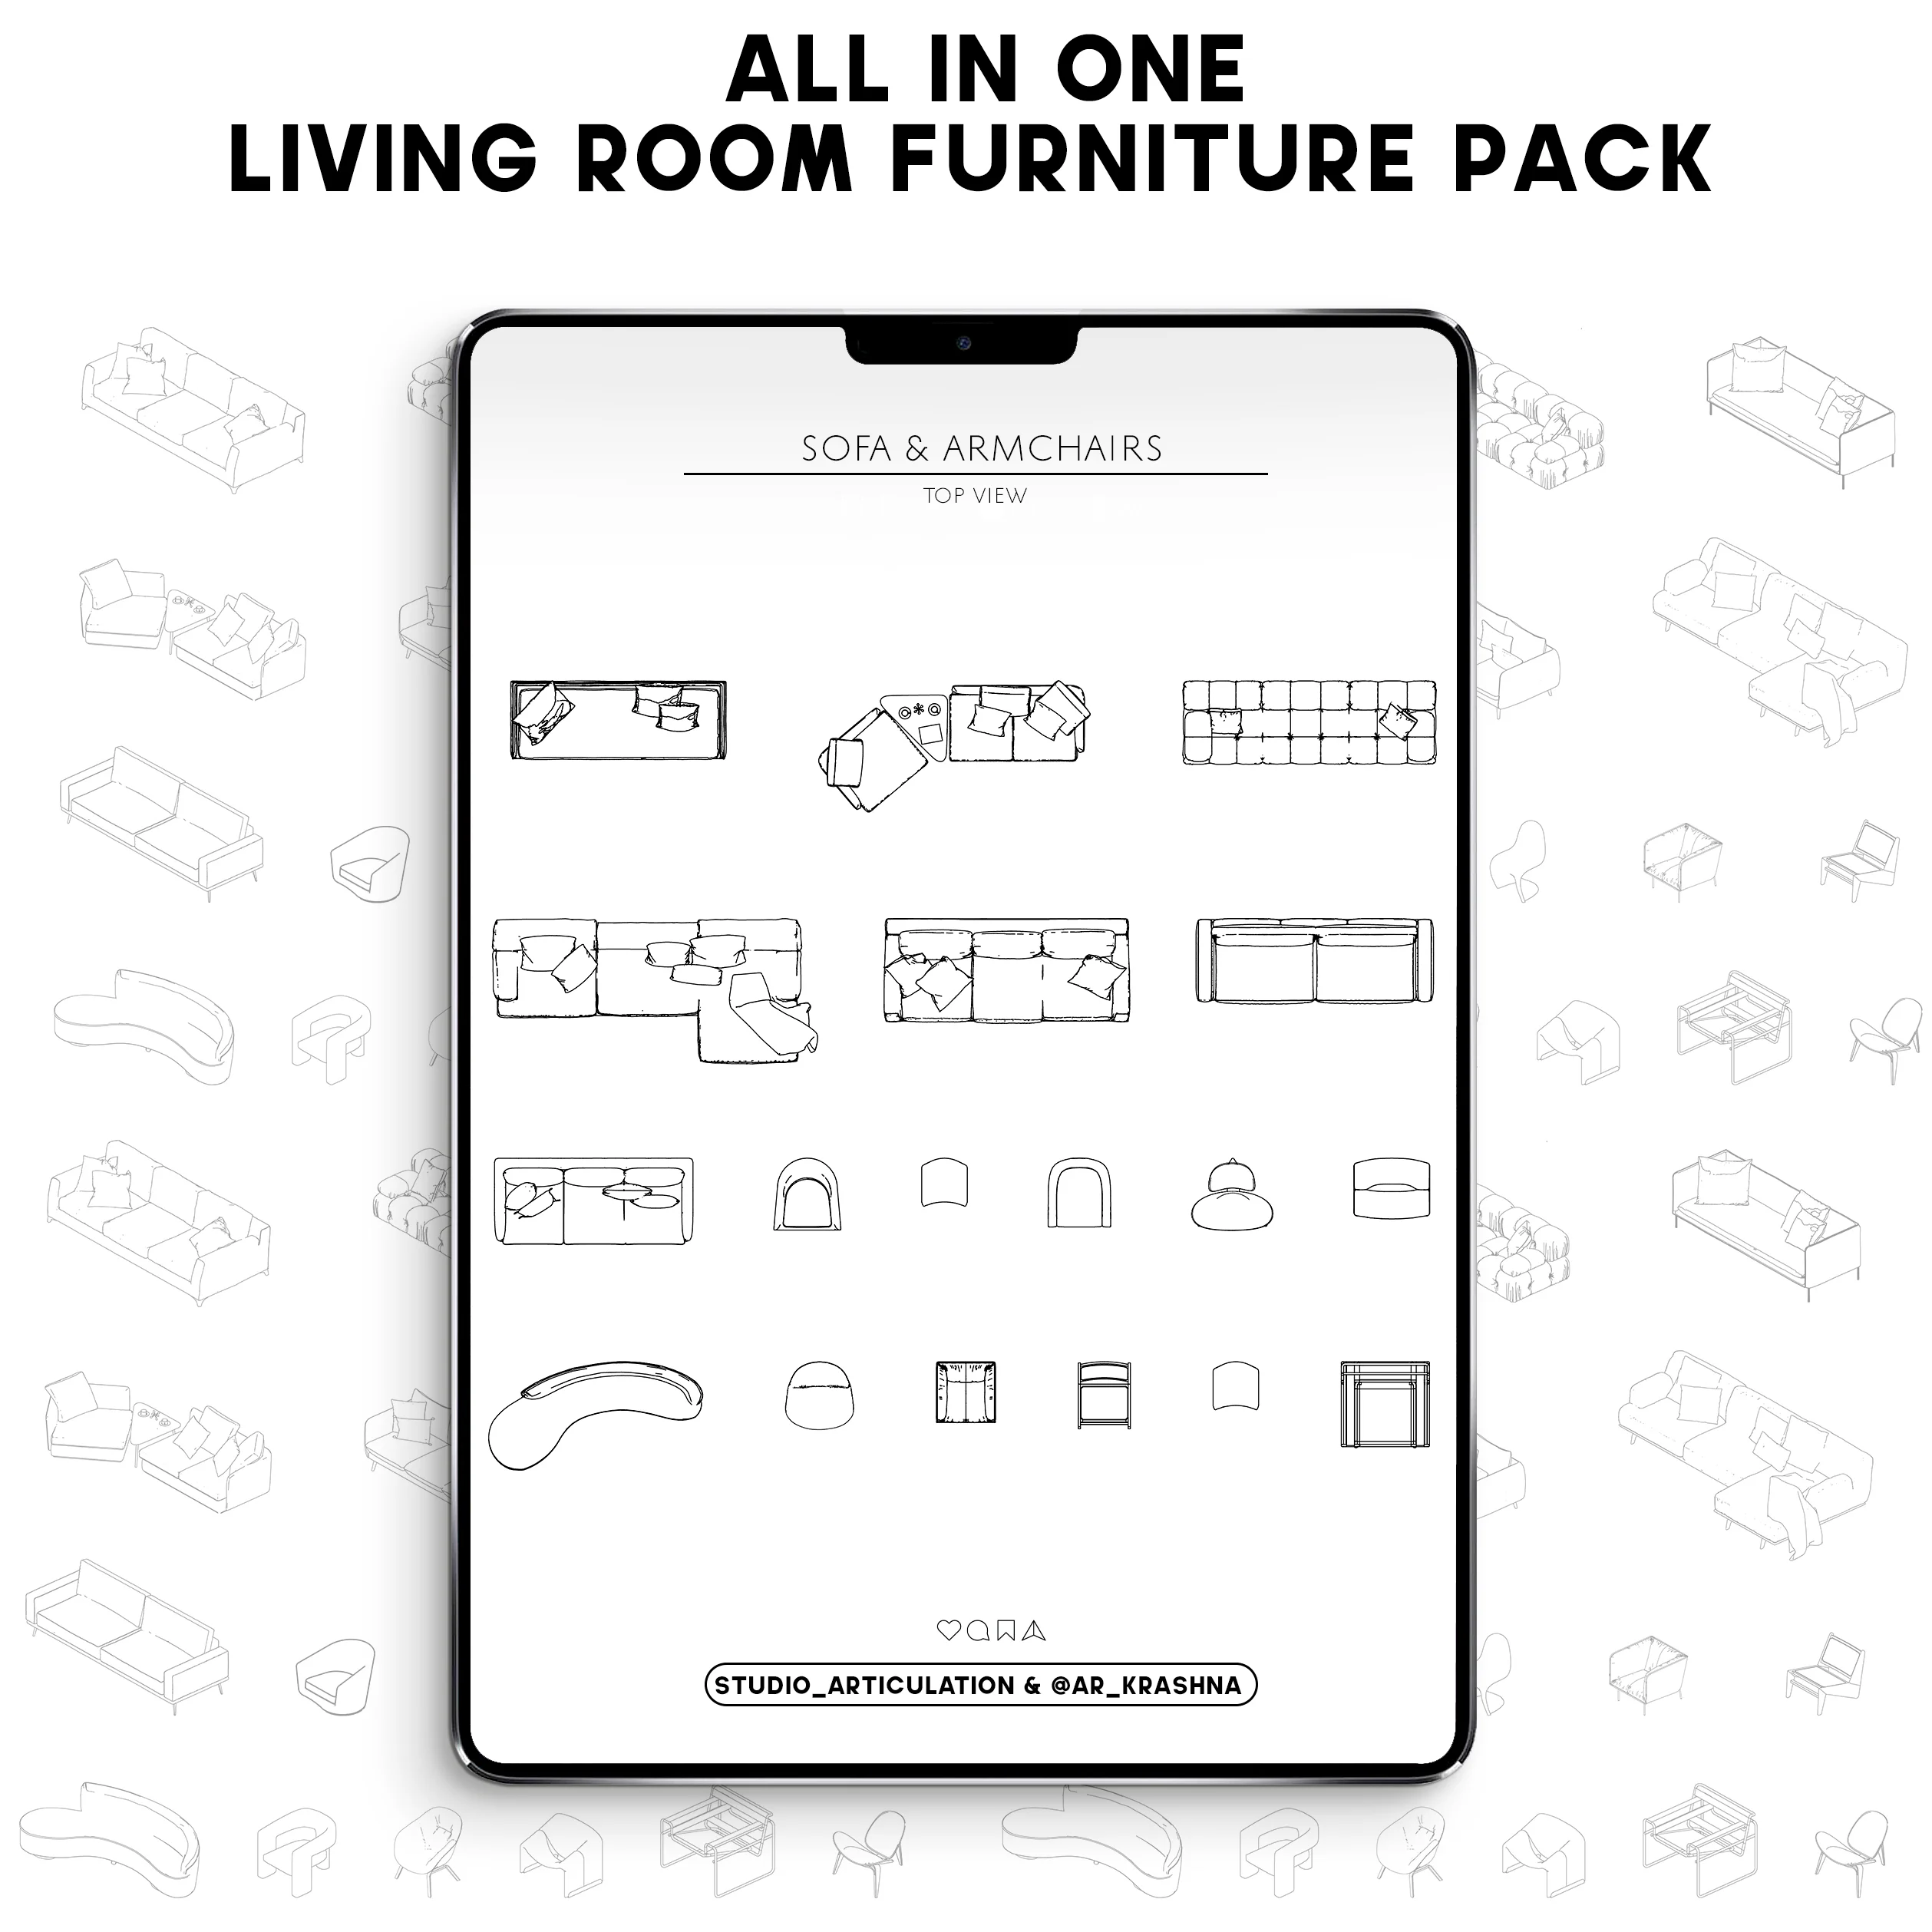 ALL IN ONE
LIVING ROOM FURNITURE PACK
SOFA & ARMCHAIRS
TOP VIEW
STUDIO_ARTICULATION & @AR_KRASHNA